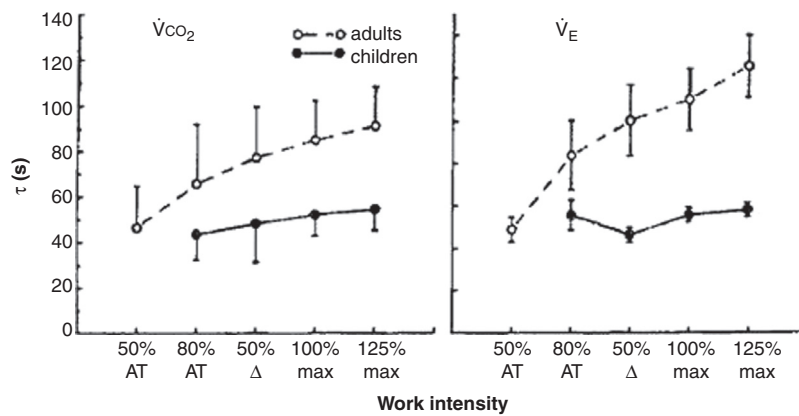 140
120
100
80
60
40
20
0
τ (s)
V̇CO₂
adults
children
V̇E
50% AT
80% AT
50% Δ
100% max
125% max
50% AT
80% AT
50% Δ
100% max
125% max
Work intensity